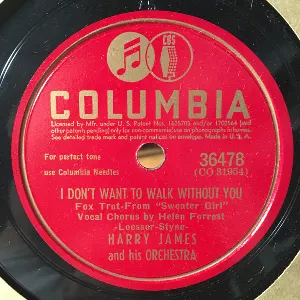 CBS
COLUMBIA
Licensed by Mfr. under U. S. Patent Nos. 1625705 and/or 1702564 (and
other patents pending) only for non-commercial use on phonographs in homes.
See detailed trade mark and patent notice on envelope. Made in U.S.A.
For perfect tone
use Columbia Needles
36478
(CO 31954)
I DON'T WANT TO WALK WITHOUT YOU
Fox Trot-From "Sweater Girl"
Vocal Chorus by Helen Forrest
-Loesser-Styne-
HARRY JAMES
and his ORCHESTRA